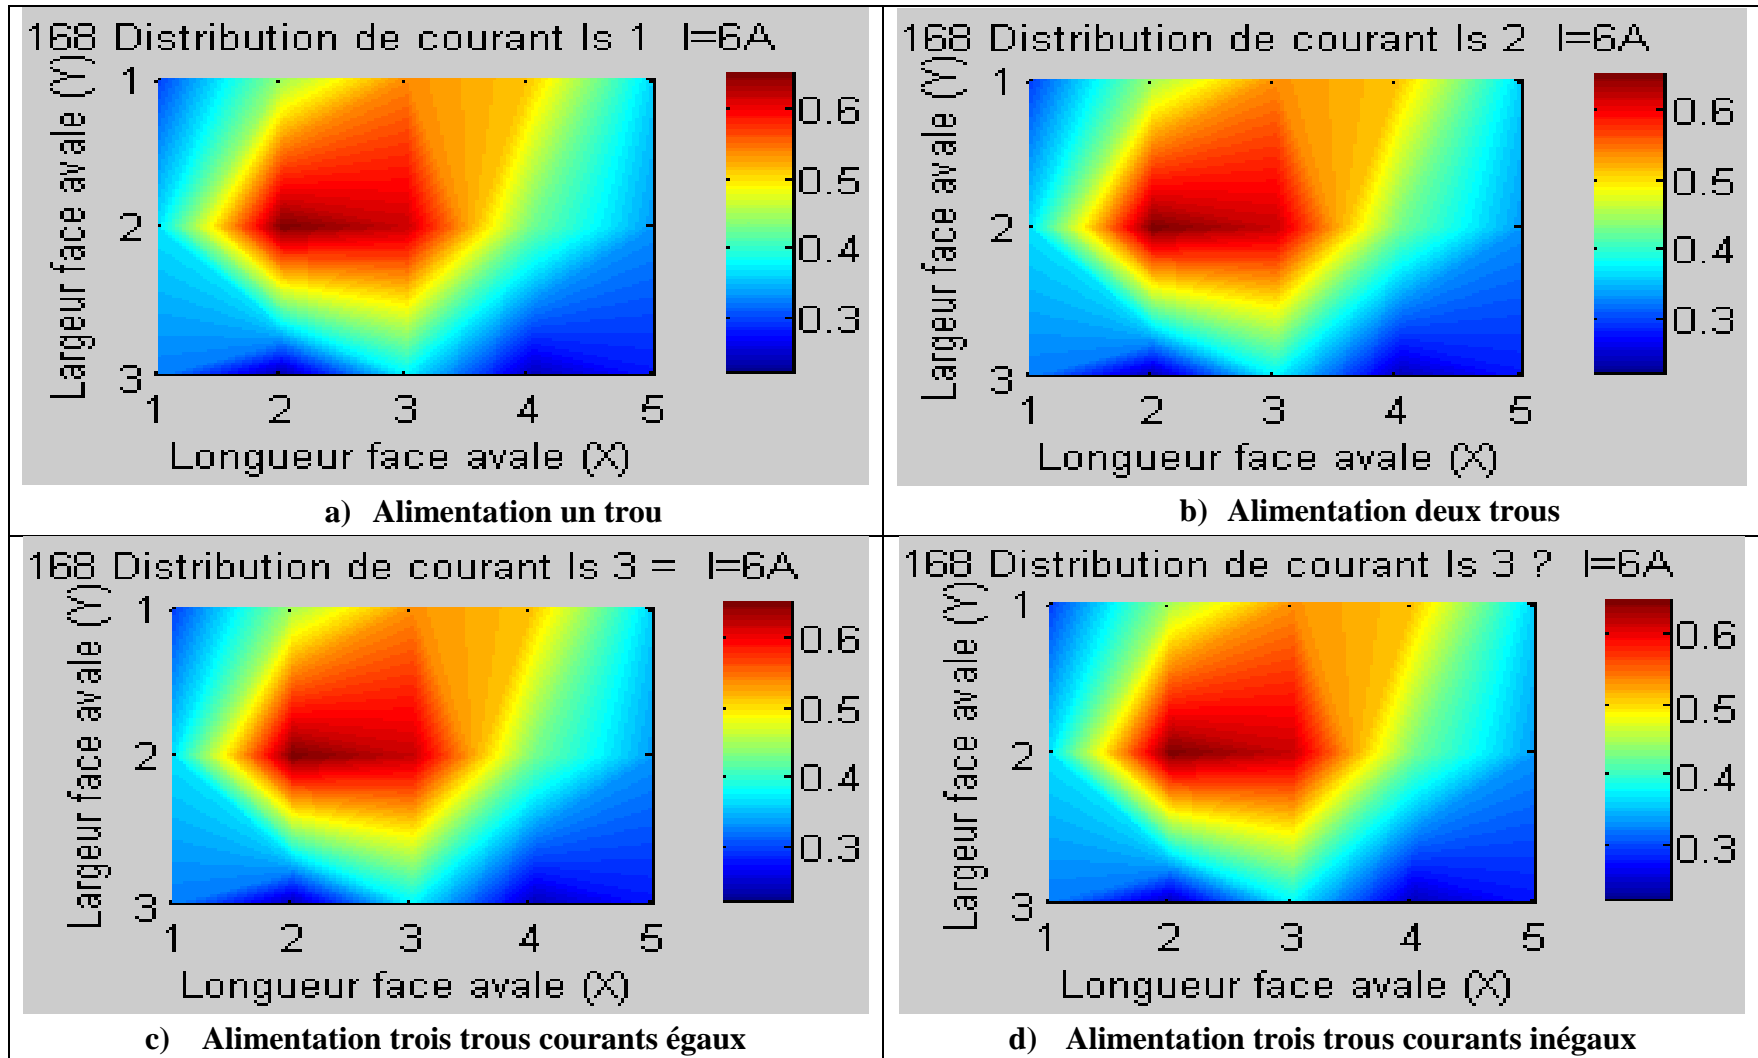 168 Distribution de courant Is 1 I=6A
Largeur face avale (Y)
1
2
3
1 2 3 4 5
Longueur face avale (X)
0.6
0.5
0.4
0.3
a) Alimentation un trou
168 Distribution de courant Is 2 I=6A
Largeur face avale (Y)
1
2
3
1 2 3 4 5
Longueur face avale (X)
0.6
0.5
0.4
0.3
b) Alimentation deux trous
168 Distribution de courant Is 3 = I=6A
Largeur face avale (Y)
1
2
3
1 2 3 4 5
Longueur face avale (X)
0.6
0.5
0.4
0.3
c) Alimentation trois trous courants égaux
168 Distribution de courant Is 3 ? I=6A
Largeur face avale (Y)
1
2
3
1 2 3 4 5
Longueur face avale (X)
0.6
0.5
0.4
0.3
d) Alimentation trois trous courants inégaux